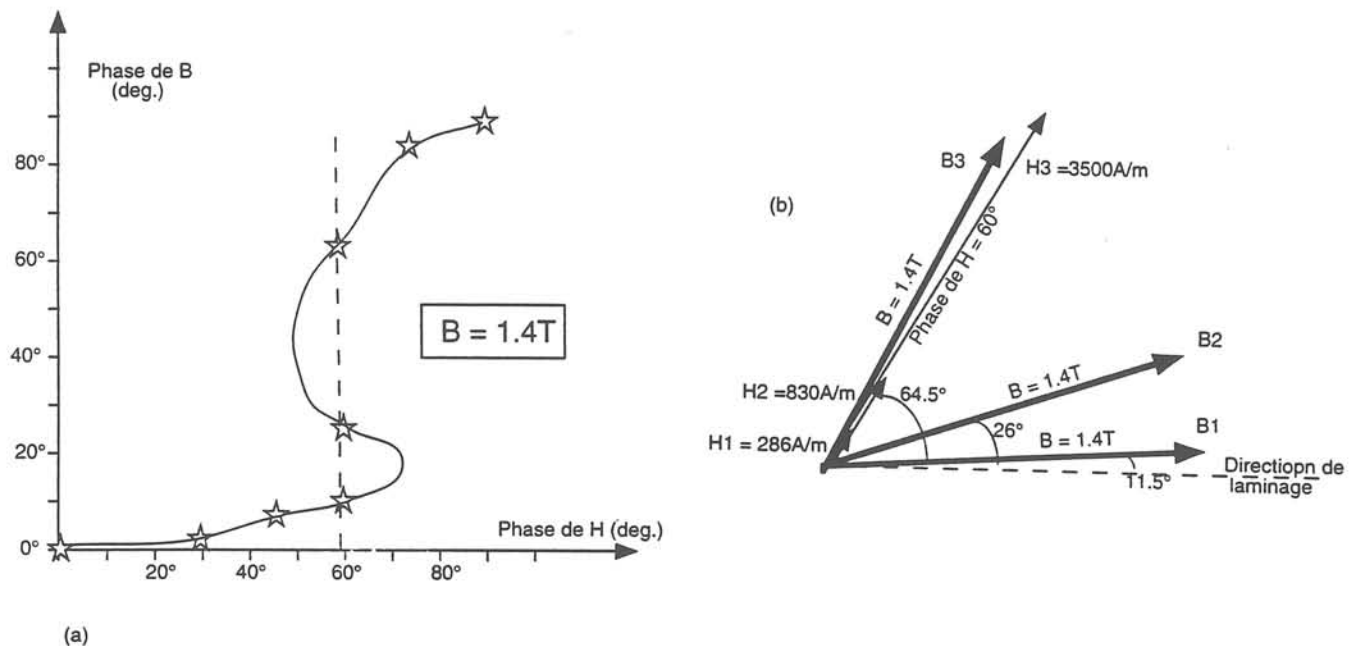 Phase de B
(deg.)
80°
60°
40°
20°
0°
B = 1.4T
Phase de H (deg.)
20°
40°
60°
80°
(a)
(b)
B3
H3 =3500A/m
B = 1.4T
Phase de H = 60°
B2
H2 =830A/m
64.5°
B = 1.4T
B1
H1 = 286A/m
26°
B = 1.4T
11.5°
Directiopn de
laminage